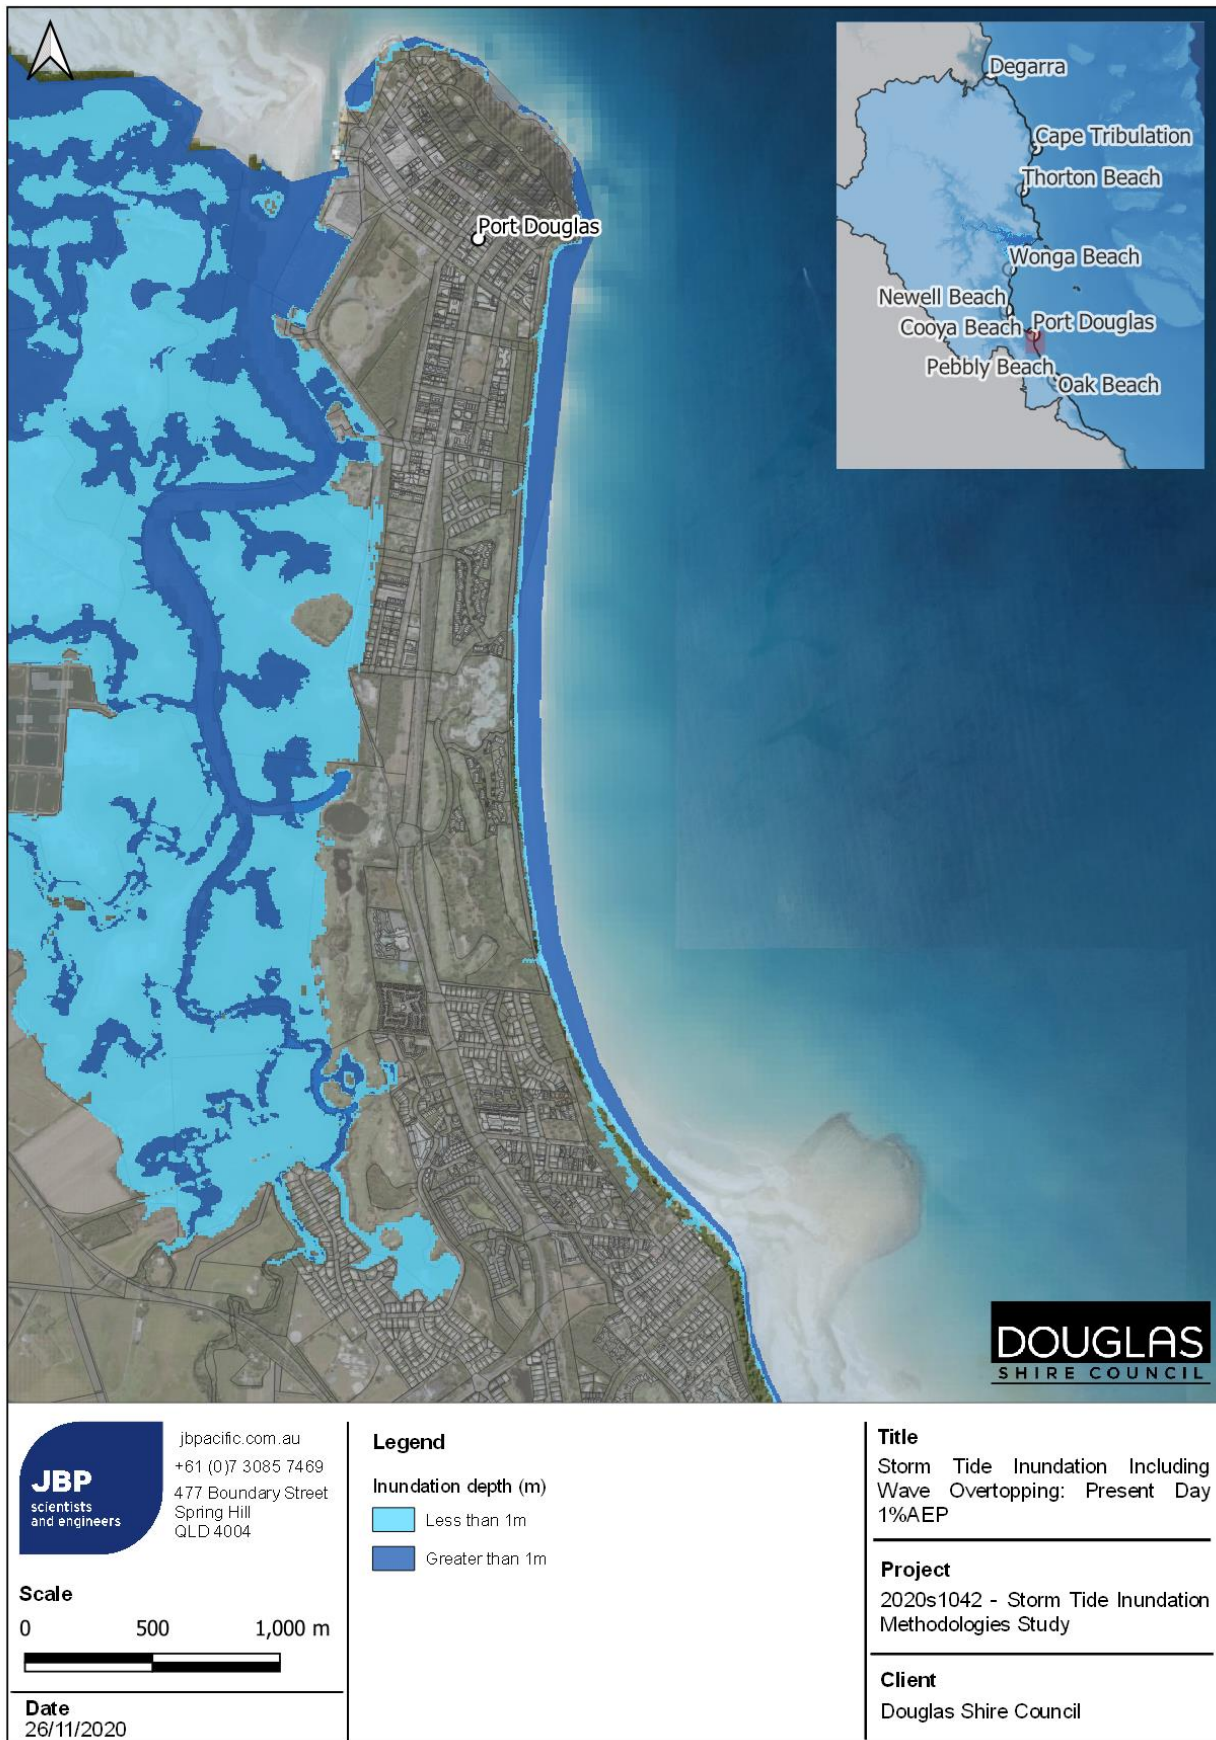 Degarra
Cape Tribulation
Thorton Beach
Wonga Beach
Newell Beach
Cooya Beach
Port Douglas
Pebbly Beach
Oak Beach
Port Douglas
DOUGLAS
SHIRE COUNCIL
JBP
scientists
and engineers
jbpacific.com.au
+61 (0)7 3085 7469
477 Boundary Street
Spring Hill
QLD 4004
Scale
0 500 1,000 m
Date
26/11/2020
Legend
Inundation depth (m)
Less than 1m
Greater than 1m
Title
Storm Tide Inundation Including
Wave Overtopping: Present Day
1%AEP
Project
2020s1042 - Storm Tide Inundation
Methodologies Study
Client
Douglas Shire Council